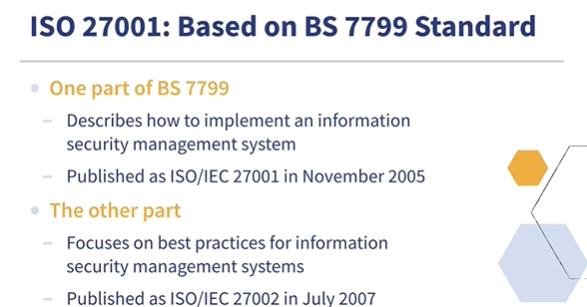 ISO 27001: Based on BS 7799 Standard
One part of BS 7799
– Describes how to implement an information
security management system
– Published as ISO/IEC 27001 in November 2005
The other part
– Focuses on best practices for information
security management systems
– Published as ISO/IEC 27002 in July 2007